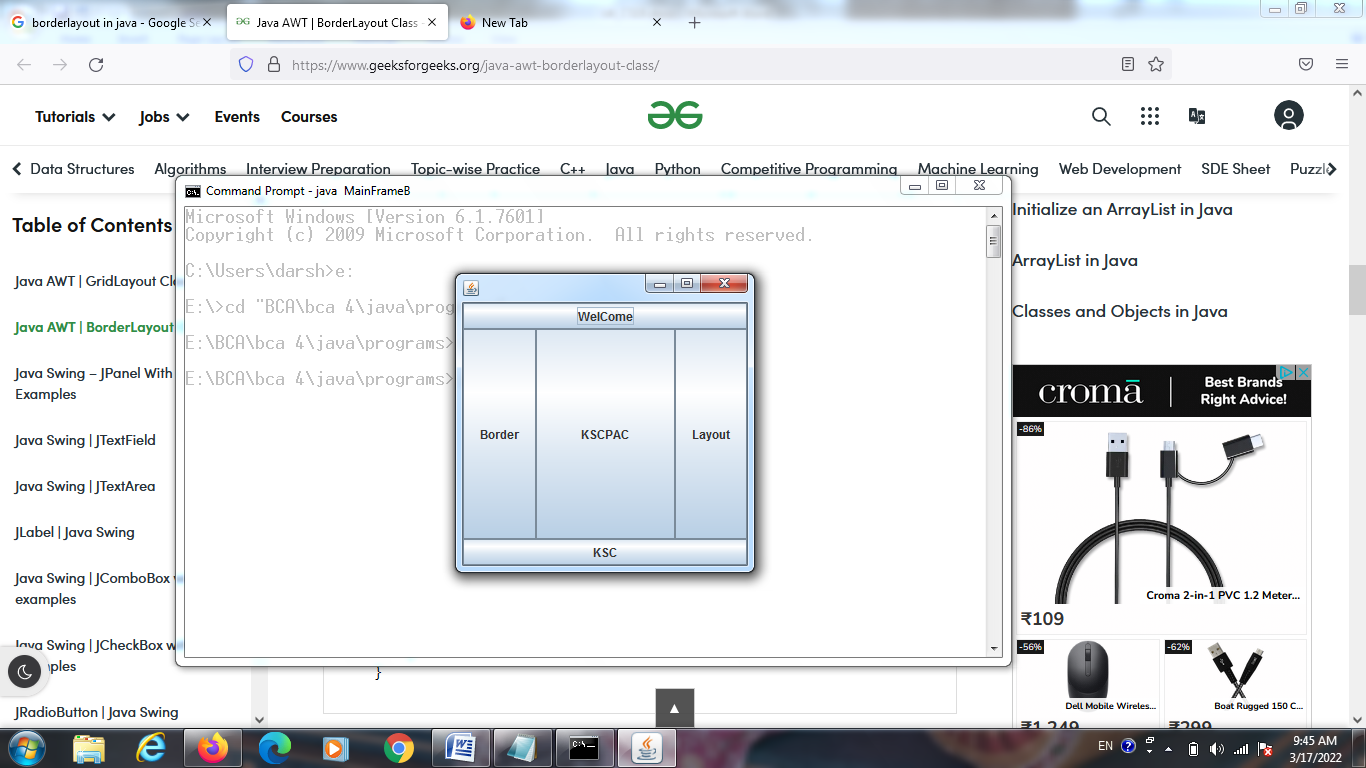 borderlayout in java - Google Se
Java AWT | BorderLayout Class -
New Tab
https://www.geeksforgeeks.org/java-awt-borderlayout-class/
Tutorials Jobs Events Courses
Data Structures Algorithms Interview Preparation Topic-wise Practice C++ Java Python Competitive Programming Machine Learning Web Development SDE Sheet Puzzl
Table of Contents
Java AWT | GridLayout Cl
Java AWT | BorderLayout
Java Swing – JPanel With
Examples
Java Swing | JTextField
Java Swing | JTextArea
JLabel | Java Swing
Java Swing | JComboBox w
examples
Java Swing | JCheckBox w
ples
JRadioButton | Java Swing
Command Prompt - java MainFrameB
Microsoft Windows [Version 6.1.7601]
Copyright (c) 2009 Microsoft Corporation. All rights reserved.
C:\Users\darsh>e:
E:\>cd "BCA\bca 4\java\prog
E:\BCA\bca 4\java\programs>
E:\BCA\bca 4\java\programs>
WelCome
Border KSCPAC Layout
KSC
}
Initialize an ArrayList in Java
ArrayList in Java
Classes and Objects in Java
cromā
Best Brands
Right Advice!
-86%
Croma 2-in-1 PVC 1.2 Meter...
₹109
-56%
Dell Mobile Wireles...
₹1,249
-62%
Boat Rugged 150 C...
₹299
EN
9:45 AM
3/17/2022